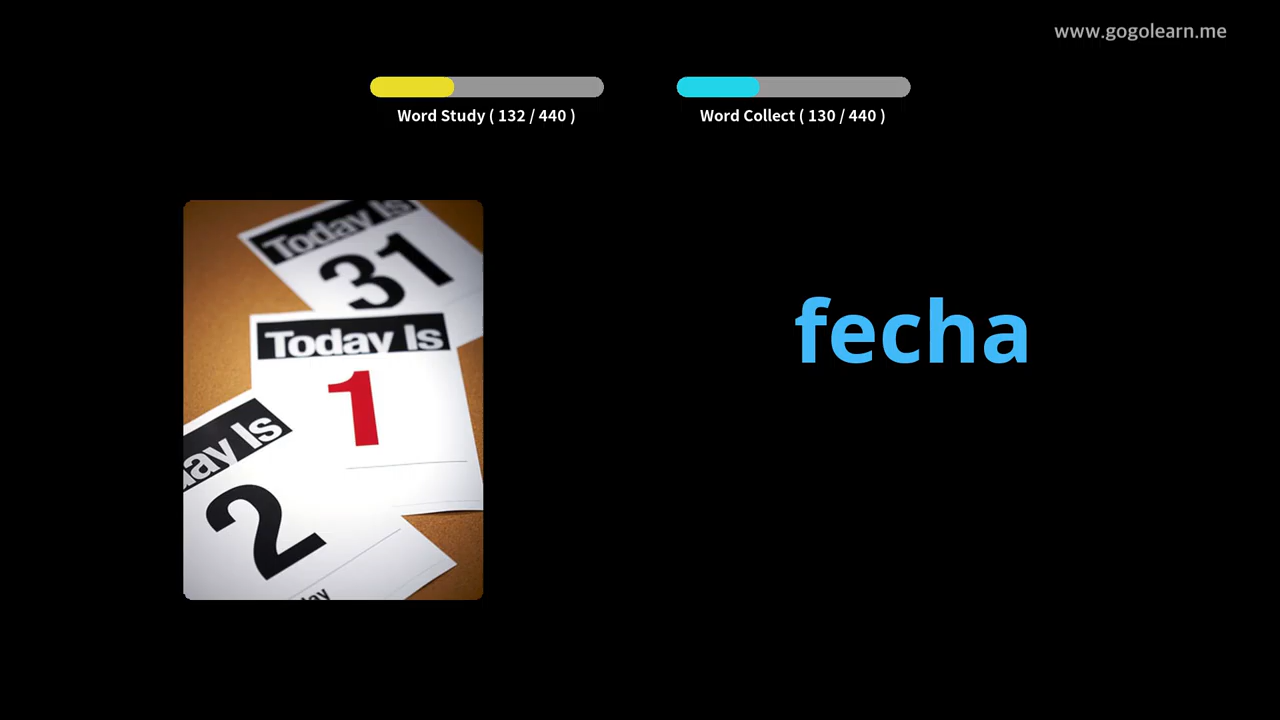 www.gogolearn.me
Word Study ( 132 / 440 )
Word Collect ( 130 / 440 )
Today Is
31
Today Is
1
ay Is
2
fecha